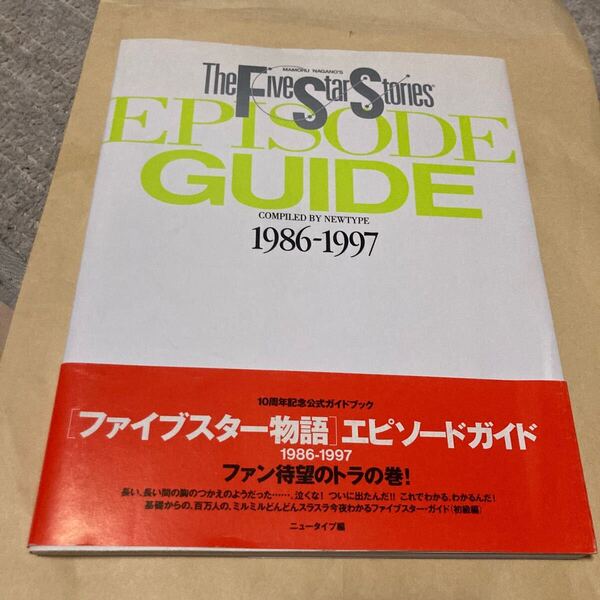 MAMORU NAGANO'S
The Five Star Stories
EPISODE
GUIDE
COMPILED BY NEWTYPE
1986-1997
10周年記念公式ガイドブック
[ファイブスター物語]エピソードガイド
1986-1997
ファン待望のトラの巻!
長い、長い間の胸のつかえのようだった……、泣くな! ついに出たんだ!! これでわかる、わかるんだ!
基礎からの、百万人の、ミルミルどんどんスラスラ今夜わかるファイブスター・ガイド(初級編)
ニュータイプ編